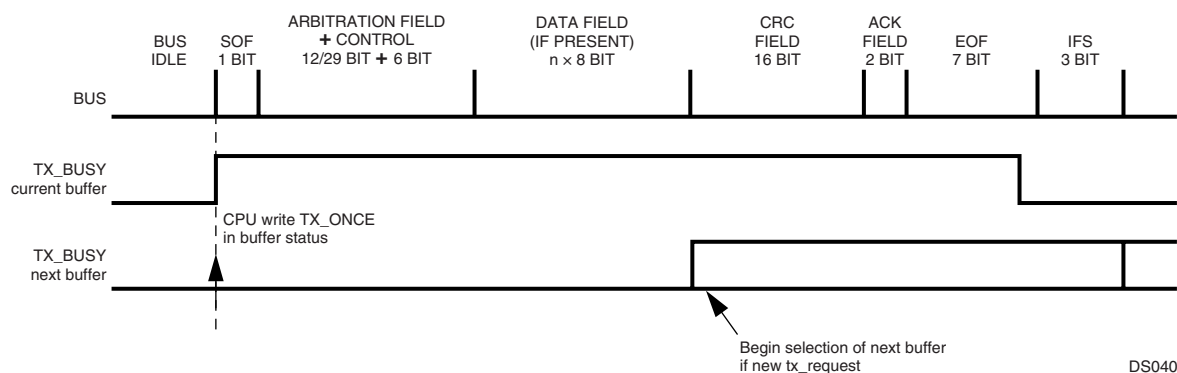 BUS
IDLE
SOF
1 BIT
ARBITRATION FIELD
+ CONTROL
12/29 BIT + 6 BIT
DATA FIELD
(IF PRESENT)
n × 8 BIT
CRC
FIELD
16 BIT
ACK
FIELD
2 BIT
EOF
7 BIT
IFS
3 BIT
BUS
TX_BUSY
current buffer
CPU write TX_ONCE
in buffer status
TX_BUSY
next buffer
Begin selection of next buffer
if new tx_request
DS040